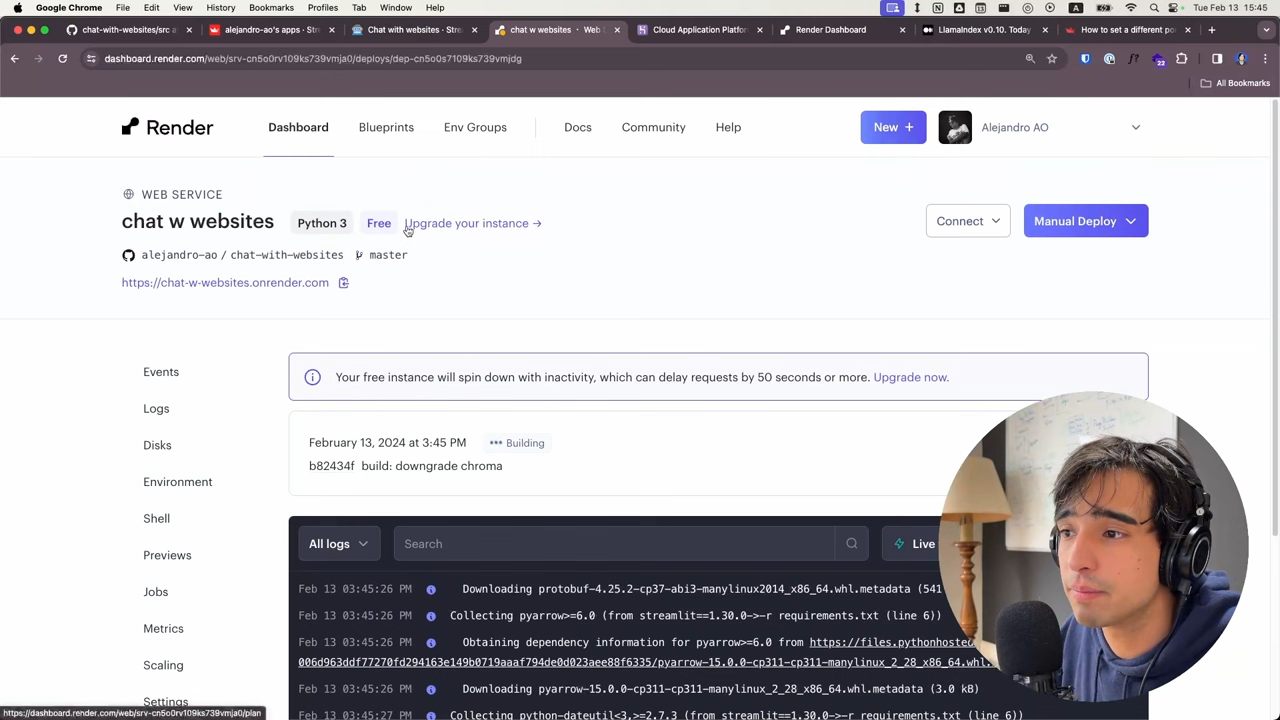 Google Chrome File Edit View History Bookmarks Profiles Tab Window Help
Tue Feb 13 15:45
chat-with-websites/src
alejandro-ao's apps · Str
Chat with websites · Strea
chat w websites · Web
Cloud Application Platfor
Render Dashboard
LlamaIndex v0.10. Today
How to set a different po
dashboard.render.com/web/srv-cn5o0rv109ks739vmja0/deploys/dep-cn5o0s7109ks739vmjdg
22
All Bookmarks
Render
Dashboard
Blueprints
Env Groups
Docs
Community
Help
New +
Alejandro AO
WEB SERVICE
chat w websites
Python 3
Free
Upgrade your instance →
Connect
Manual Deploy
alejandro-ao / chat-with-websites
master
https://chat-w-websites.onrender.com
Events
Logs
Disks
Environment
Shell
Previews
Jobs
Metrics
Scaling
Settings
Your free instance will spin down with inactivity, which can delay requests by 50 seconds or more. Upgrade now.
February 13, 2024 at 3:45 PM
••• Building
b82434f build: downgrade chroma
All logs
Search
Live
Feb 13 03:45:26 PM Downloading protobuf-4.25.2-cp37-abi3-manylinux2014_x86_64.whl.metadata (541
Feb 13 03:45:26 PM Collecting pyarrow>=6.0 (from streamlit==1.30.0->-r requirements.txt (line 6))
Feb 13 03:45:26 PM Obtaining dependency information for pyarrow>=6.0 from https://files.pythonhosted
006d963ddf77270fd294163e149b0719aaaf794de0d023aee88f6335/pyarrow-15.0.0-cp311-cp311-manylinux_2_28_x86_64.whl.
Feb 13 03:45:26 PM Downloading pyarrow-15.0.0-cp311-cp311-manylinux_2_28_x86_64.whl.metadata (3.0 kB)
Feb 13 03:45:27 PM Collecting python-dateutil<3,>=2.7.3 (from streamlit==1.30.0->-r requirements.txt (line 6))
https://dashboard.render.com/web/srv-cn5o0rv109ks739vmja0/plan